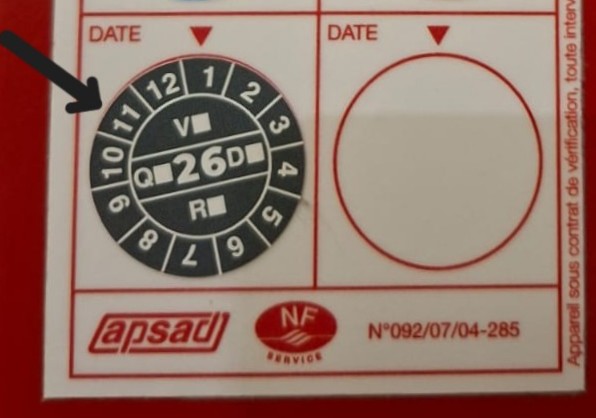 DATE
DATE
12 1 2 3 4 5 6 7 8 9 10 11
V
Q 26 D
R
apsad
NF
SERVICE
N°092/07/04-285
Appareil sous contrat de vérification, toute